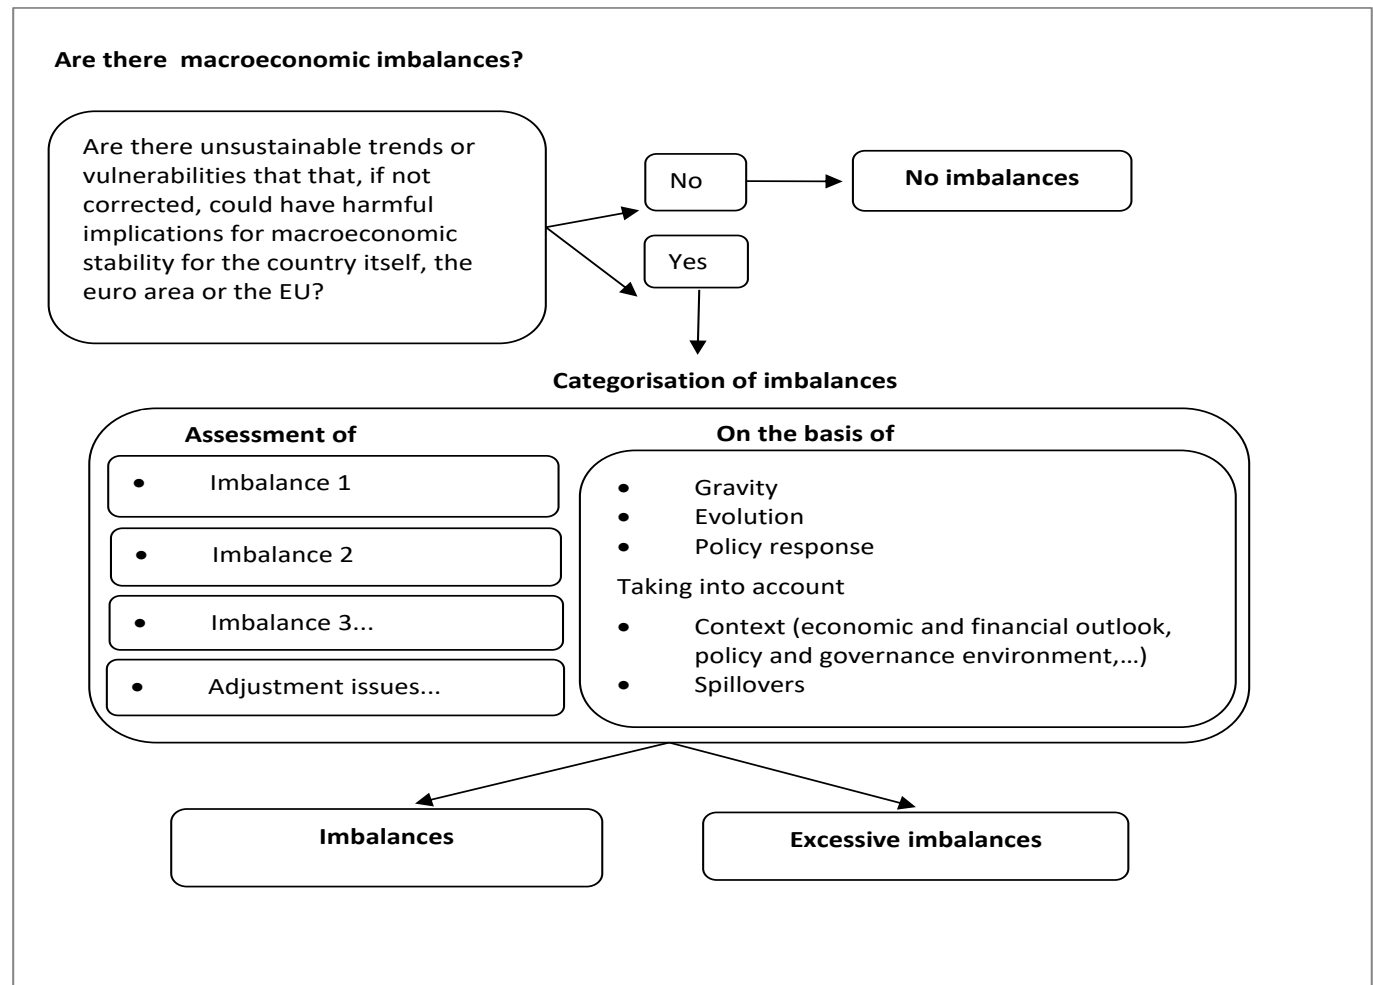 Are there  macroeconomic imbalances?
Are there unsustainable trends or
vulnerabilities that that, if not
corrected, could have harmful
implications for macroeconomic
stability for the country itself, the
euro area or the EU?
No
No imbalances
Yes
Categorisation of imbalances
Assessment of
• Imbalance 1
• Imbalance 2
• Imbalance 3...
• Adjustment issues...
On the basis of
• Gravity
• Evolution
• Policy response
Taking into account
• Context (economic and financial outlook,
policy and governance environment,...)
• Spillovers
Imbalances
Excessive imbalances